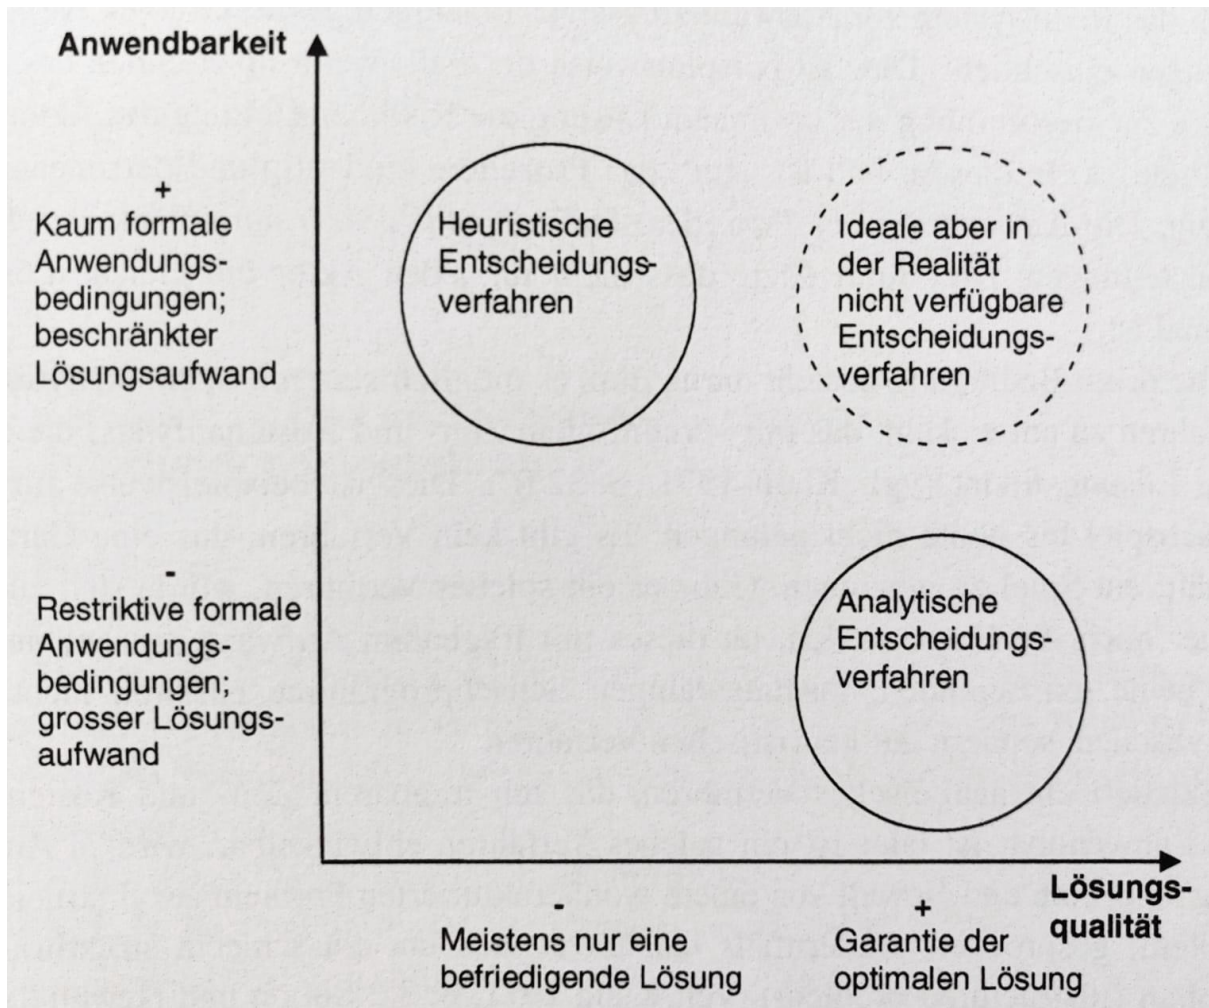 Anwendbarkeit
+
Kaum formale
Anwendungs-
bedingungen;
beschränkter
Lösungsaufwand
Heuristische
Entscheidungs-
verfahren
Ideale aber in
der Realität
nicht verfügbare
Entscheidungs-
verfahren
-
Restriktive formale
Anwendungs-
bedingungen;
grosser Lösungs-
aufwand
Analytische
Entscheidungs-
verfahren
Lösungs-
qualität
-
Meistens nur eine
befriedigende Lösung
+
Garantie der
optimalen Lösung